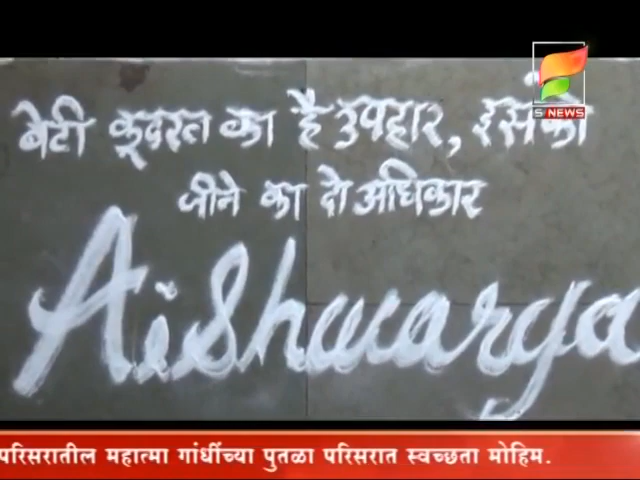 बेटी कूदरत का है उपहार, इसको
S NEWS
जीने का दो अधिकार
Aishwarya
परिसरातील महात्मा गांधींच्या पुतळा परिसरात स्वच्छता मोहिम.